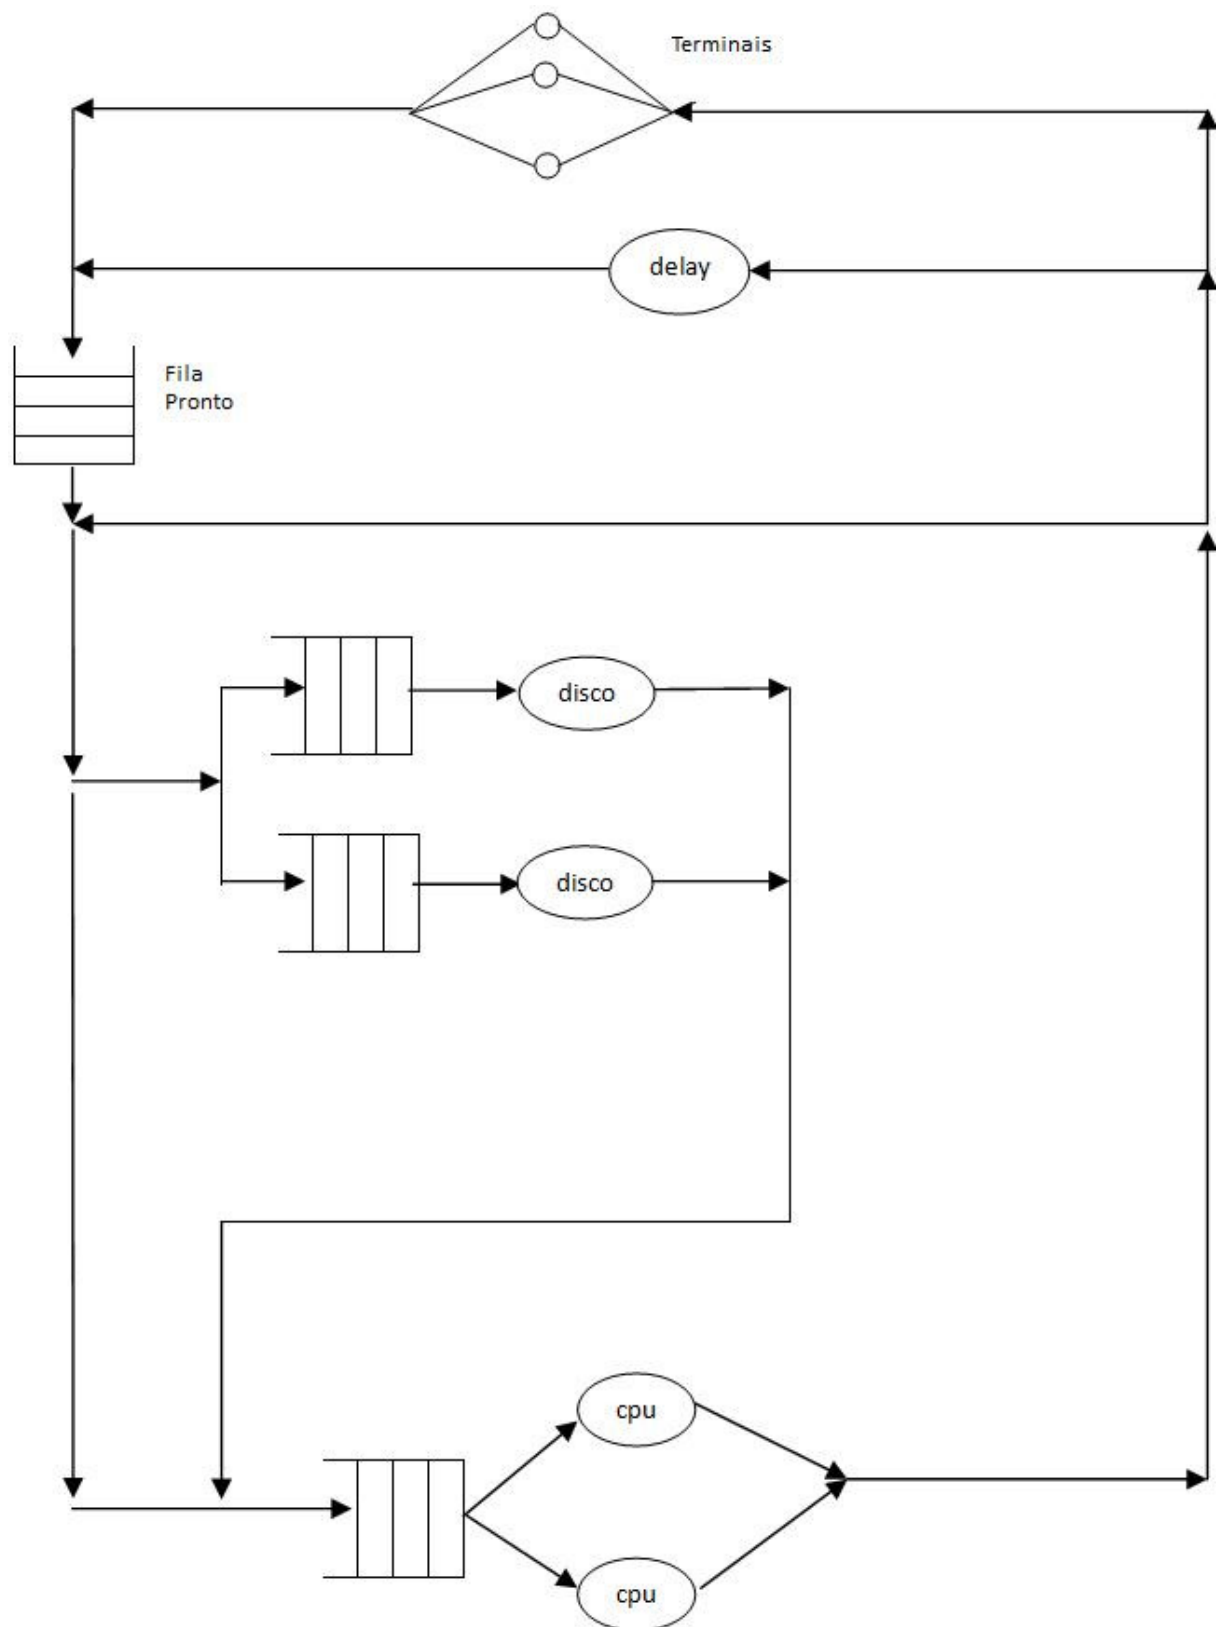 Terminais
delay
Fila
Pronto
disco
disco
cpu
cpu